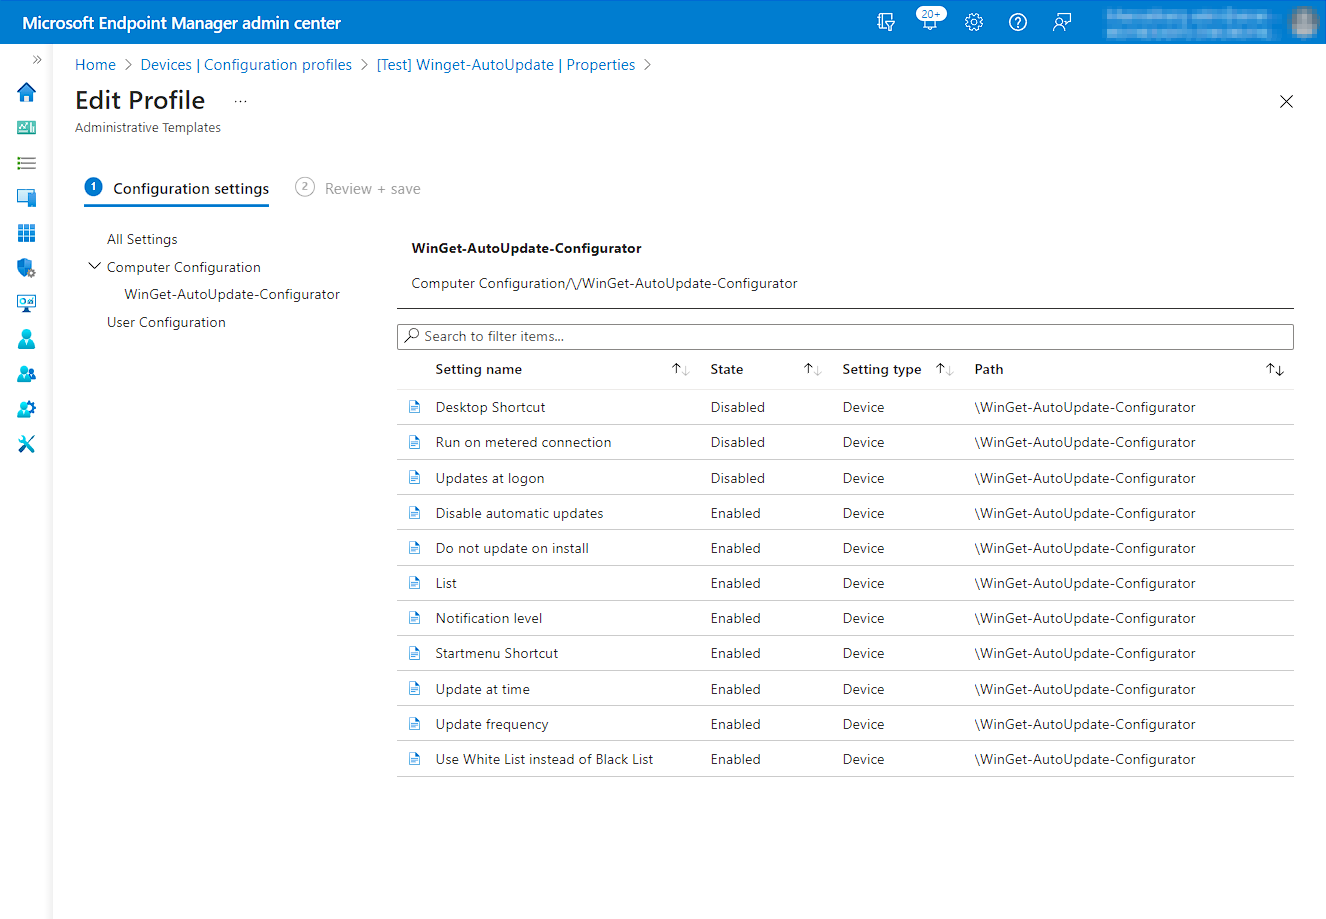 Microsoft Endpoint Manager admin center
20+
Home > Devices | Configuration profiles > [Test] Winget-AutoUpdate | Properties >
Edit Profile ...
Administrative Templates
1 Configuration settings 2 Review + save
All Settings
Computer Configuration
WinGet-AutoUpdate-Configurator
User Configuration
WinGet-AutoUpdate-Configurator
Computer Configuration/\/WinGet-AutoUpdate-Configurator
Search to filter items...
Setting name State Setting type Path
Desktop Shortcut Disabled Device \WinGet-AutoUpdate-Configurator
Run on metered connection Disabled Device \WinGet-AutoUpdate-Configurator
Updates at logon Disabled Device \WinGet-AutoUpdate-Configurator
Disable automatic updates Enabled Device \WinGet-AutoUpdate-Configurator
Do not update on install Enabled Device \WinGet-AutoUpdate-Configurator
List Enabled Device \WinGet-AutoUpdate-Configurator
Notification level Enabled Device \WinGet-AutoUpdate-Configurator
Startmenu Shortcut Enabled Device \WinGet-AutoUpdate-Configurator
Update at time Enabled Device \WinGet-AutoUpdate-Configurator
Update frequency Enabled Device \WinGet-AutoUpdate-Configurator
Use White List instead of Black List Enabled Device \WinGet-AutoUpdate-Configurator